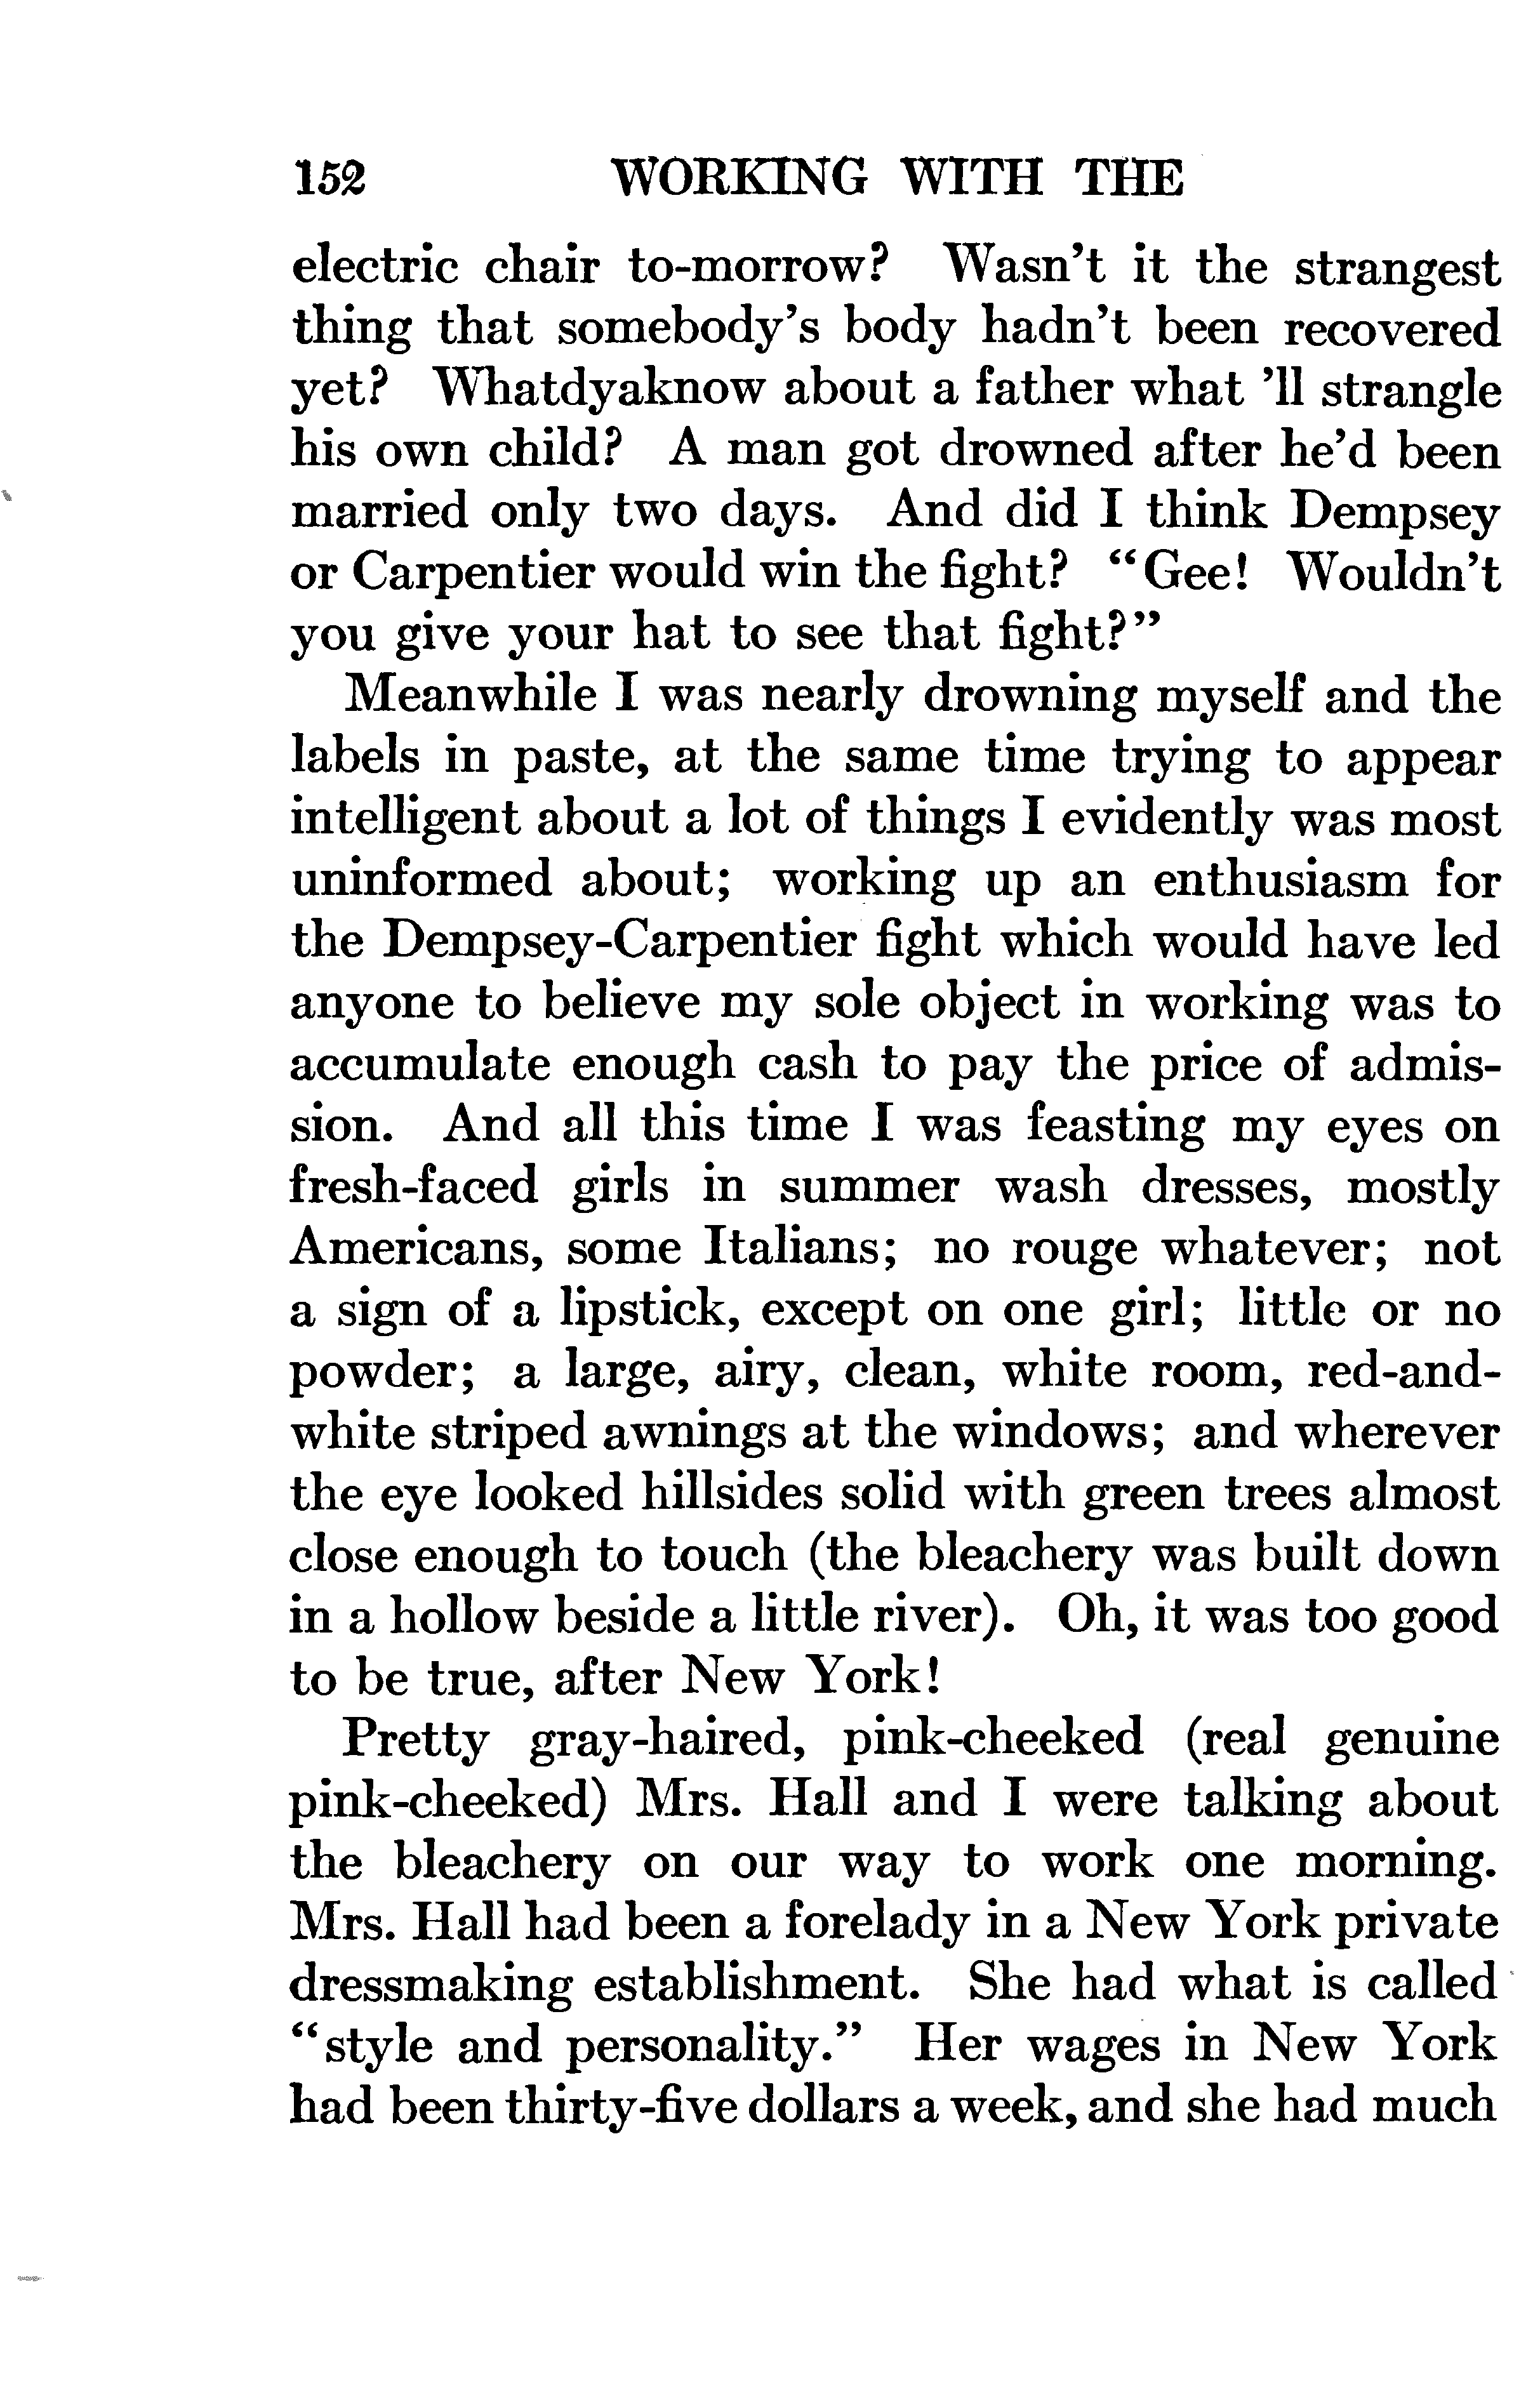 152 WORKING WITH THE
electric chair to-morrow? Wasn't it the strangest
thing that somebody's body hadn't been recovered
yet? Whatdyaknow about a father what 'll strangle
his own child? A man got drowned after he'd been
married only two days. And did I think Dempsey
or Carpentier would win the fight? "Gee! Wouldn't
you give your hat to see that fight?"
Meanwhile I was nearly drowning myself and the
labels in paste, at the same time trying to appear
intelligent about a lot of things I evidently was most
uninformed about; working up an enthusiasm for
the Dempsey-Carpentier fight which would have led
anyone to believe my sole object in working was to
accumulate enough cash to pay the price of admis-
sion. And all this time I was feasting my eyes on
fresh-faced girls in summer wash dresses, mostly
Americans, some Italians; no rouge whatever; not
a sign of a lipstick, except on one girl; little or no
powder; a large, airy, clean, white room, red-and-
white striped awnings at the windows; and wherever
the eye looked hillsides solid with green trees almost
close enough to touch (the bleachery was built down
in a hollow beside a little river). Oh, it was too good
to be true, after New York!
Pretty gray-haired, pink-cheeked (real genuine
pink-cheeked) Mrs. Hall and I were talking about
the bleachery on our way to work one morning.
Mrs. Hall had been a forelady in a New York private
dressmaking establishment. She had what is called
"style and personality." Her wages in New York
had been thirty-five dollars a week, and she had much